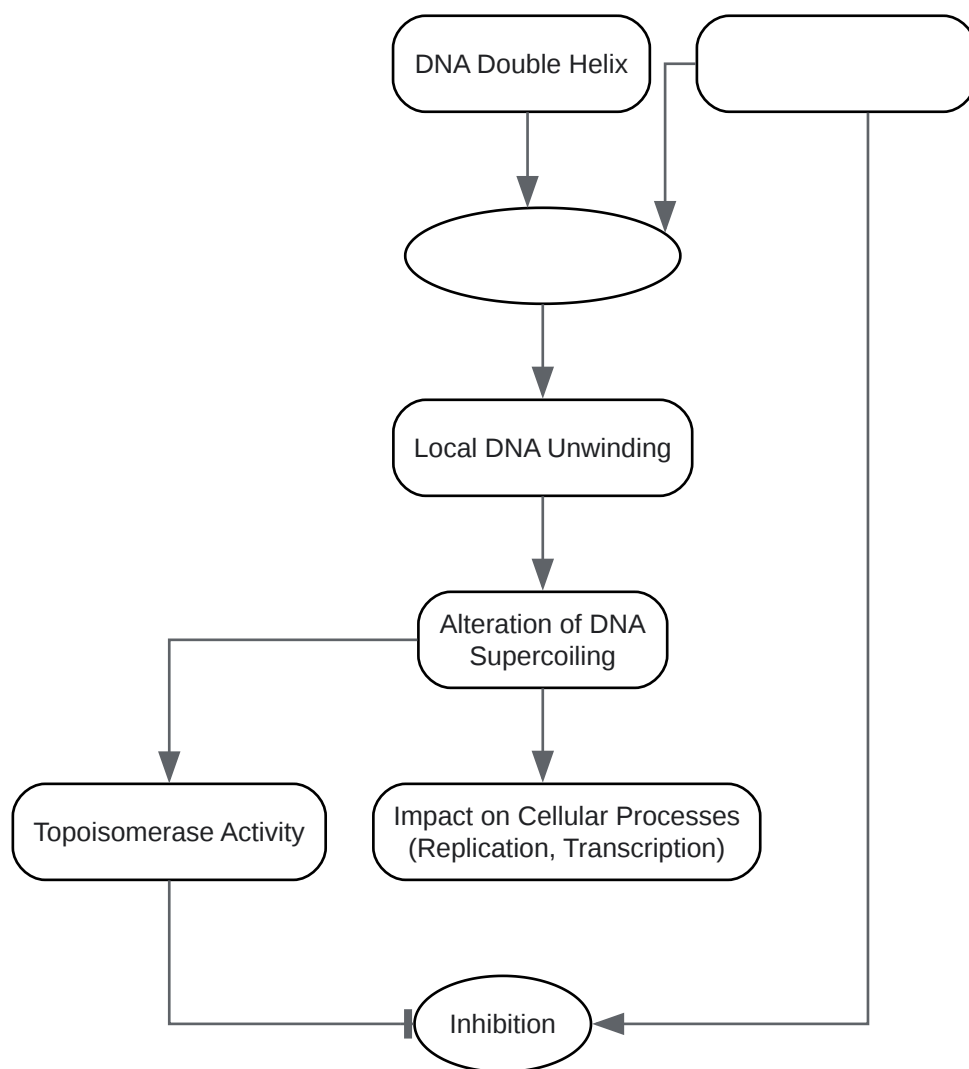 DNA Double Helix
Local DNA Unwinding
Alteration of DNA
Supercoiling
Topoisomerase Activity
Impact on Cellular Processes
(Replication, Transcription)
Inhibition